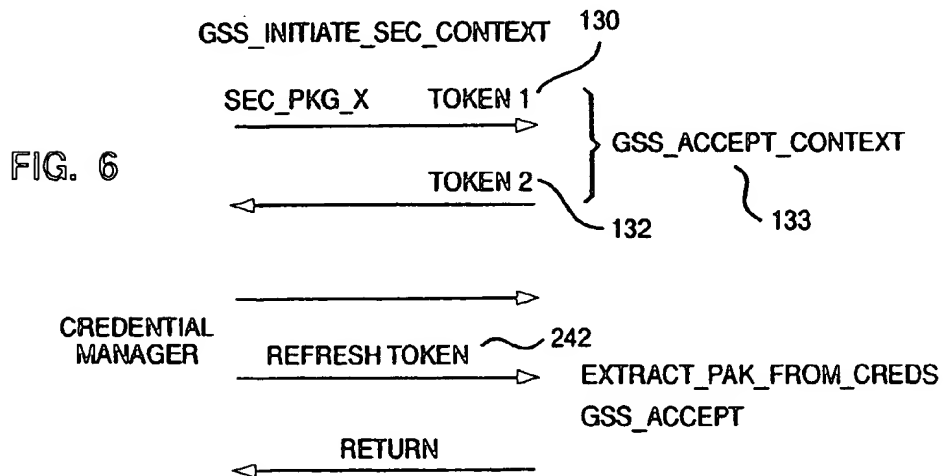 130
GSS_INITIATE_SEC_CONTEXT
SEC_PKG_X TOKEN 1
GSS_ACCEPT_CONTEXT
FIG. 6
TOKEN 2
132
133
CREDENTIAL
MANAGER
REFRESH TOKEN 242
EXTRACT_PAK_FROM_CREDS
GSS_ACCEPT
RETURN